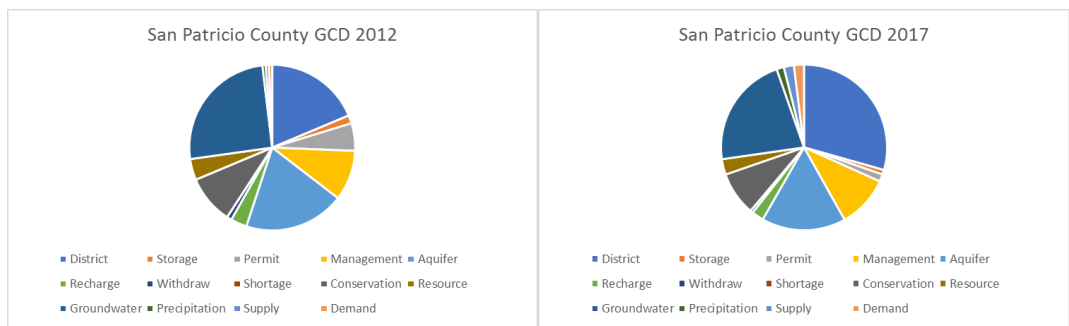 San Patricio County GCD 2012
District Storage Permit Management Aquifer
Recharge Withdraw Shortage Conservation Resource
Groundwater Precipitation Supply Demand
San Patricio County GCD 2017
District Storage Permit Management Aquifer
Recharge Withdraw Shortage Conservation Resource
Groundwater Precipitation Supply Demand